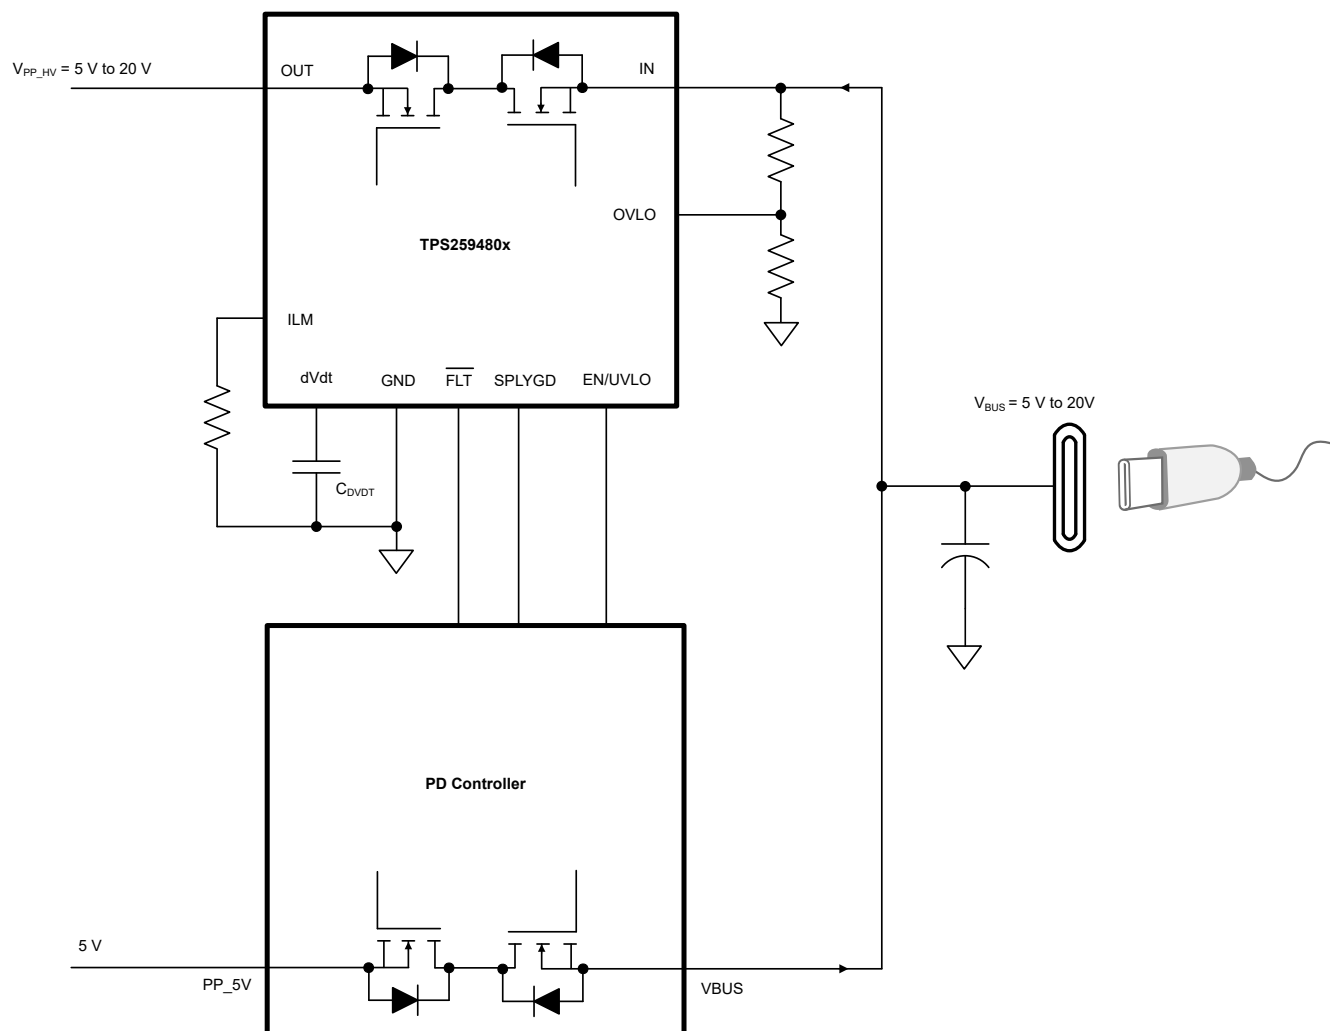 V_PP_HV = 5 V to 20 V
OUT
IN
OVLO
TPS259480x
ILM
dVdt
GND
FLT
SPLYGD
EN/UVLO
C_DVDT
V_BUS = 5 V to 20V
PD Controller
5 V
PP_5V
VBUS